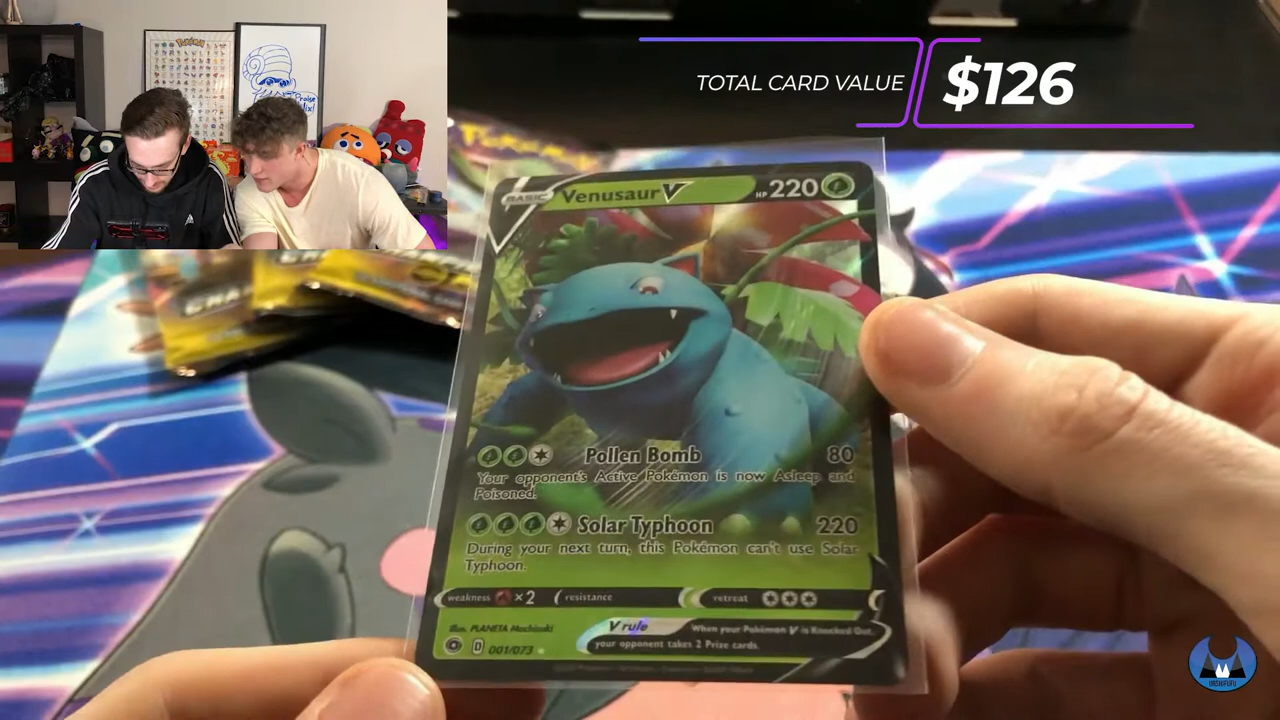 TOTAL CARD VALUE $126
Pokémon
Praise
BASIC Venusaur V HP 220
Pollen Bomb 80
Your opponent's Active Pokémon is now Asleep and
Poisoned.
Solar Typhoon 220
During your next turn, this Pokémon can't use Solar
Typhoon.
weakness ×2 resistance retreat
Illus. PLANETA Mochizuki
V rule When your Pokémon V is Knocked Out,
your opponent takes 2 Prize cards.
D 001/073